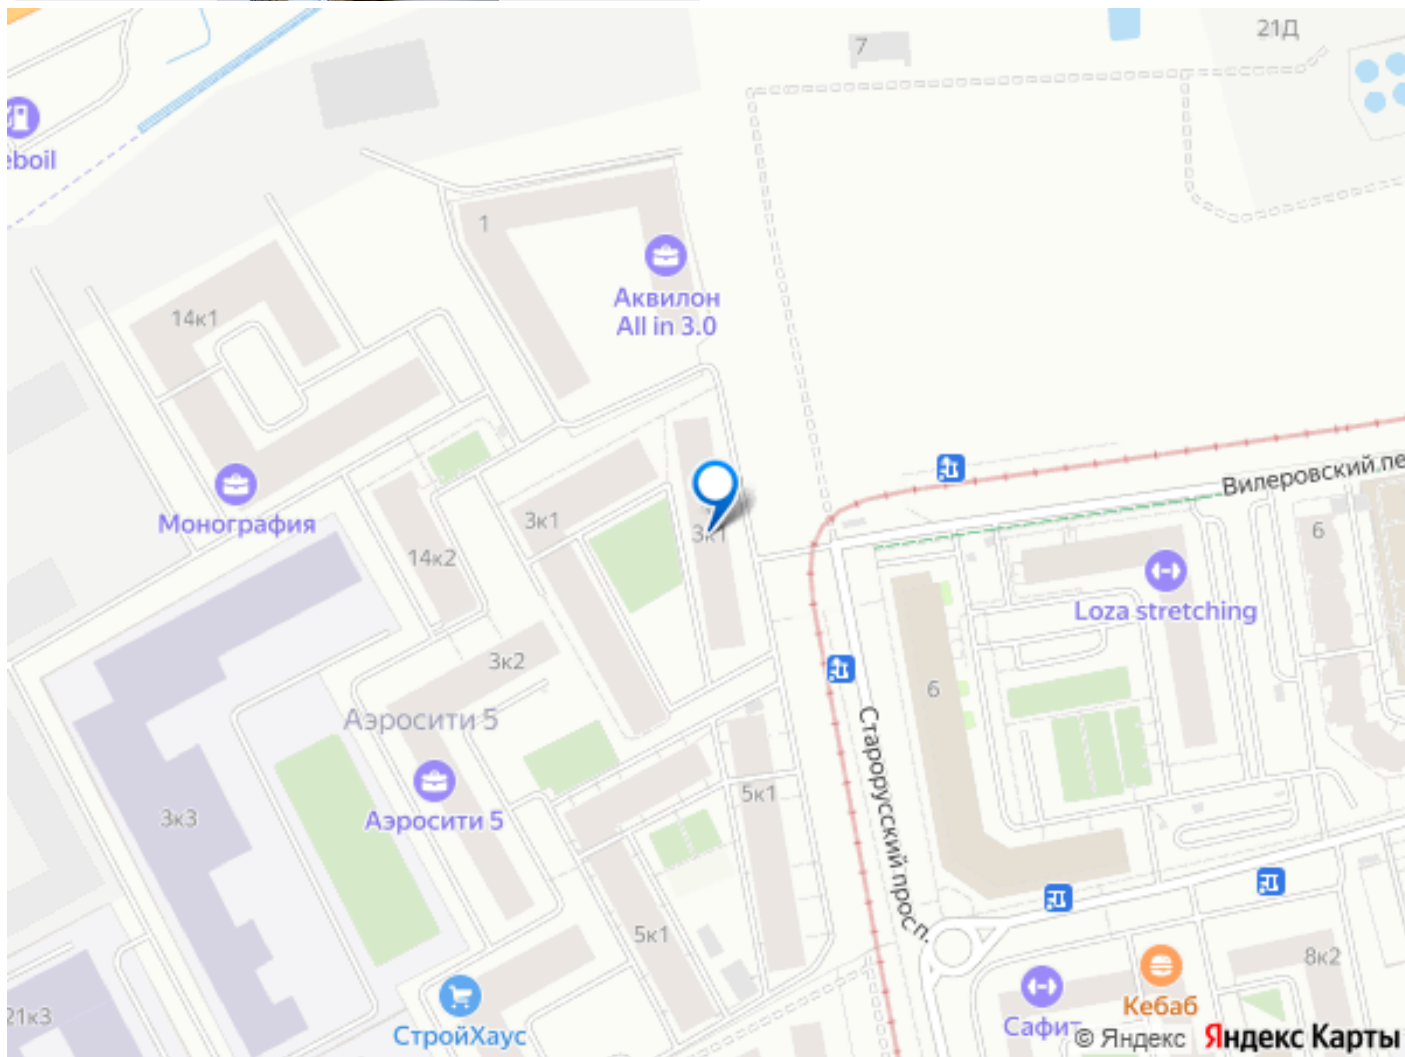 21Д
7
eboil
1
Аквилон
All in 3.0
14к1
Вилеровский пе
Монография
3к1
3к1
6
14к2
Loza stretching
3к2
6
Аэросити 5
Старорусский просп.
5к1
3к3
Аэросити 5
5к1
8к2
21к3
СтройХаус
Кебаб
Сафит
© Яндекс Яндекс Карты